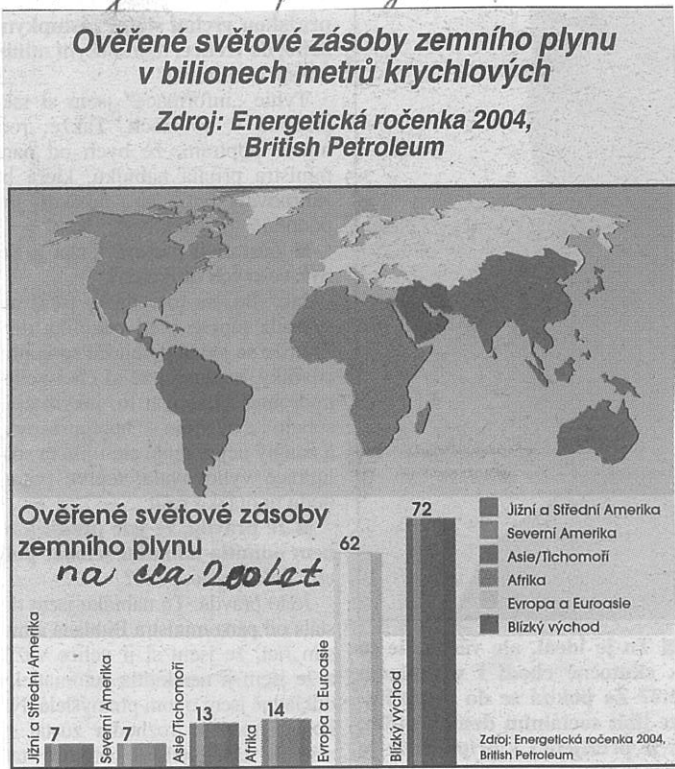 Ověřené světové zásoby zemního plynu
v bilionech metrů krychlových
Zdroj: Energetická ročenka 2004,
British Petroleum
Ověřené světové zásoby
zemního plynu
na cca 200 let
Jižní a Střední Amerika
7
Severní Amerika
Asie/Tichomoří
13
Afrika
14
Evropa a Euroasie
62
Blízký východ
72
Jižní a Střední Amerika
Severní Amerika
Asie/Tichomoří
Afrika
Evropa a Euroasie
Blízký východ
Zdroj: Energetická ročenka 2004,
British Petroleum